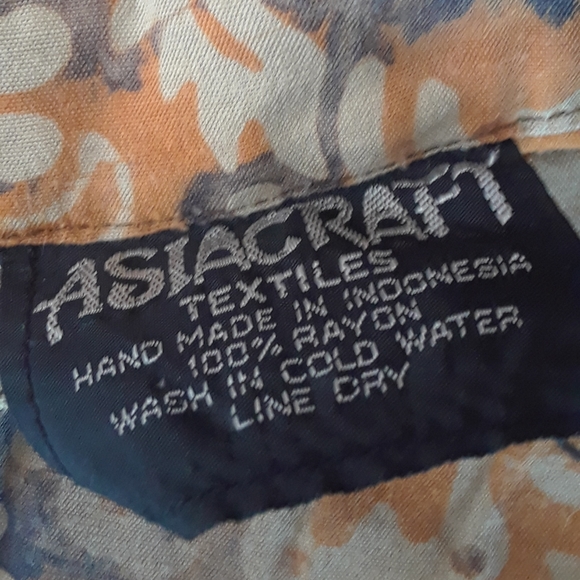 ASIACRAFT
TEXTILES
HAND MADE IN INDONESIA
100% RAYON
WASH IN COLD WATER
LINE DRY